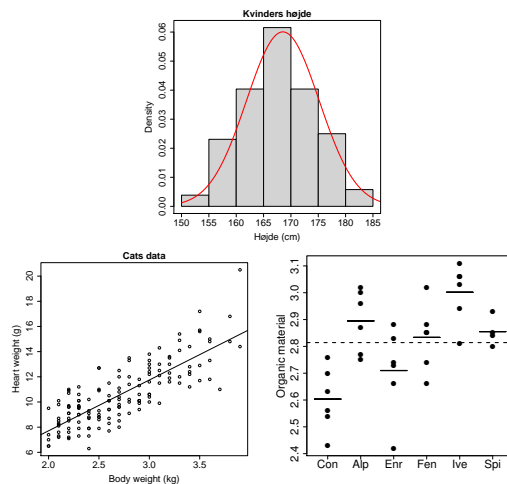 Kvinders højde
Density
0.00 0.01 0.02 0.03 0.04 0.05 0.06
150 155 160 165 170 175 180 185
Højde (cm)
Cats data
Heart weight (g)
6 8 10 12 14 16 18 20
2.0 2.5 3.0 3.5
Body weight (kg)
Organic material
2.4 2.5 2.6 2.7 2.8 2.9 3.0 3.1
Con Alp Enr Fen Ive Spi